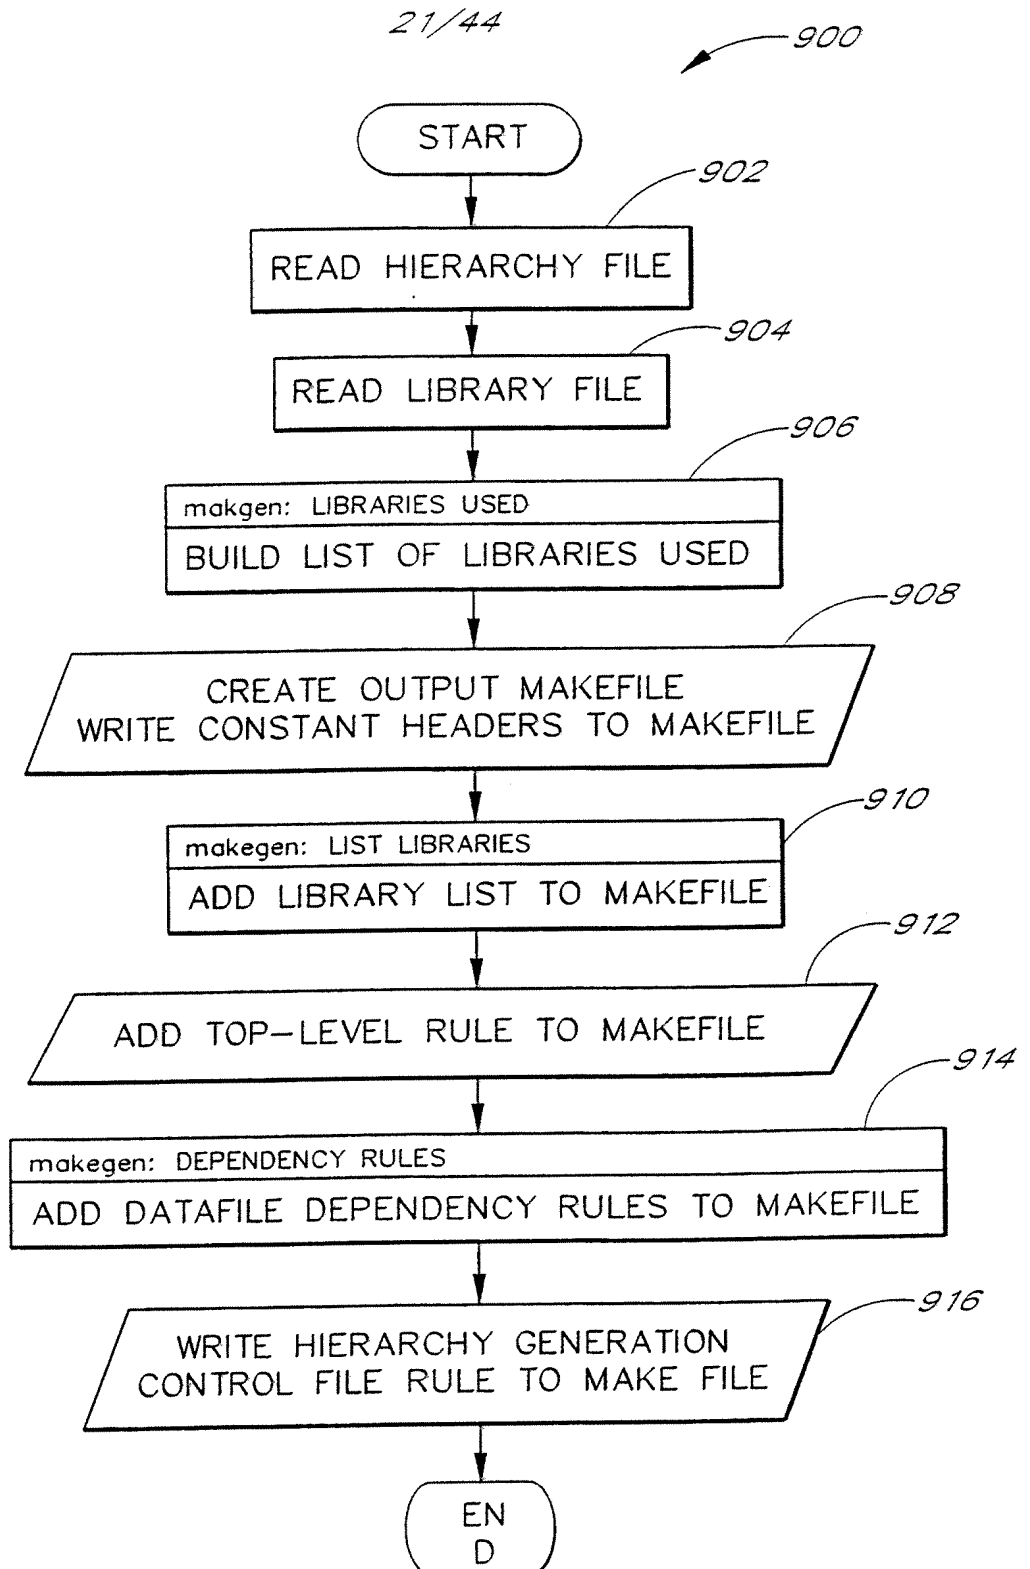 21/44
900
START
902
READ HIERARCHY FILE
904
READ LIBRARY FILE
906
makgen: LIBRARIES USED
BUILD LIST OF LIBRARIES USED
908
CREATE OUTPUT MAKEFILE
WRITE CONSTANT HEADERS TO MAKEFILE
910
makegen: LIST LIBRARIES
ADD LIBRARY LIST TO MAKEFILE
912
ADD TOP-LEVEL RULE TO MAKEFILE
914
makegen: DEPENDENCY RULES
ADD DATAFILE DEPENDENCY RULES TO MAKEFILE
916
WRITE HIERARCHY GENERATION
CONTROL FILE RULE TO MAKE FILE
EN
D